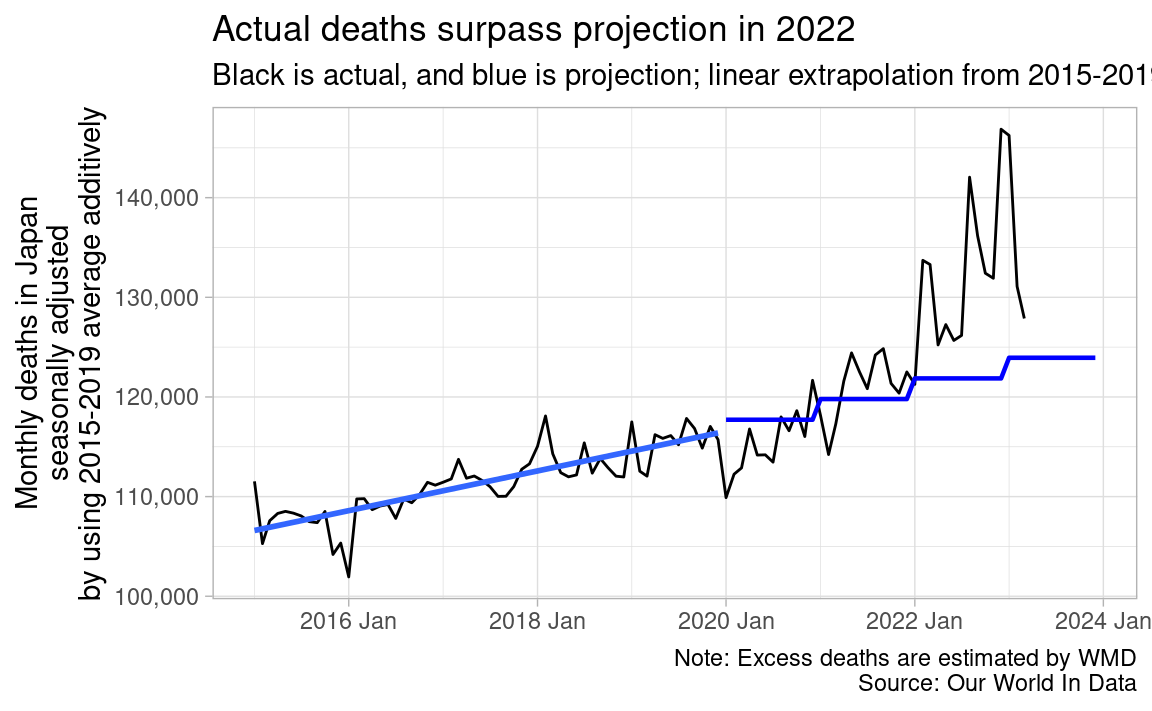 Actual deaths surpass projection in 2022
Black is actual, and blue is projection; linear extrapolation from 2015-2019
Monthly deaths in Japan
seasonally adjusted
by using 2015-2019 average additively
140,000
130,000
120,000
110,000
100,000
2016 Jan
2018 Jan
2020 Jan
2022 Jan
2024 Jan
Note: Excess deaths are estimated by WMD
Source: Our World In Data